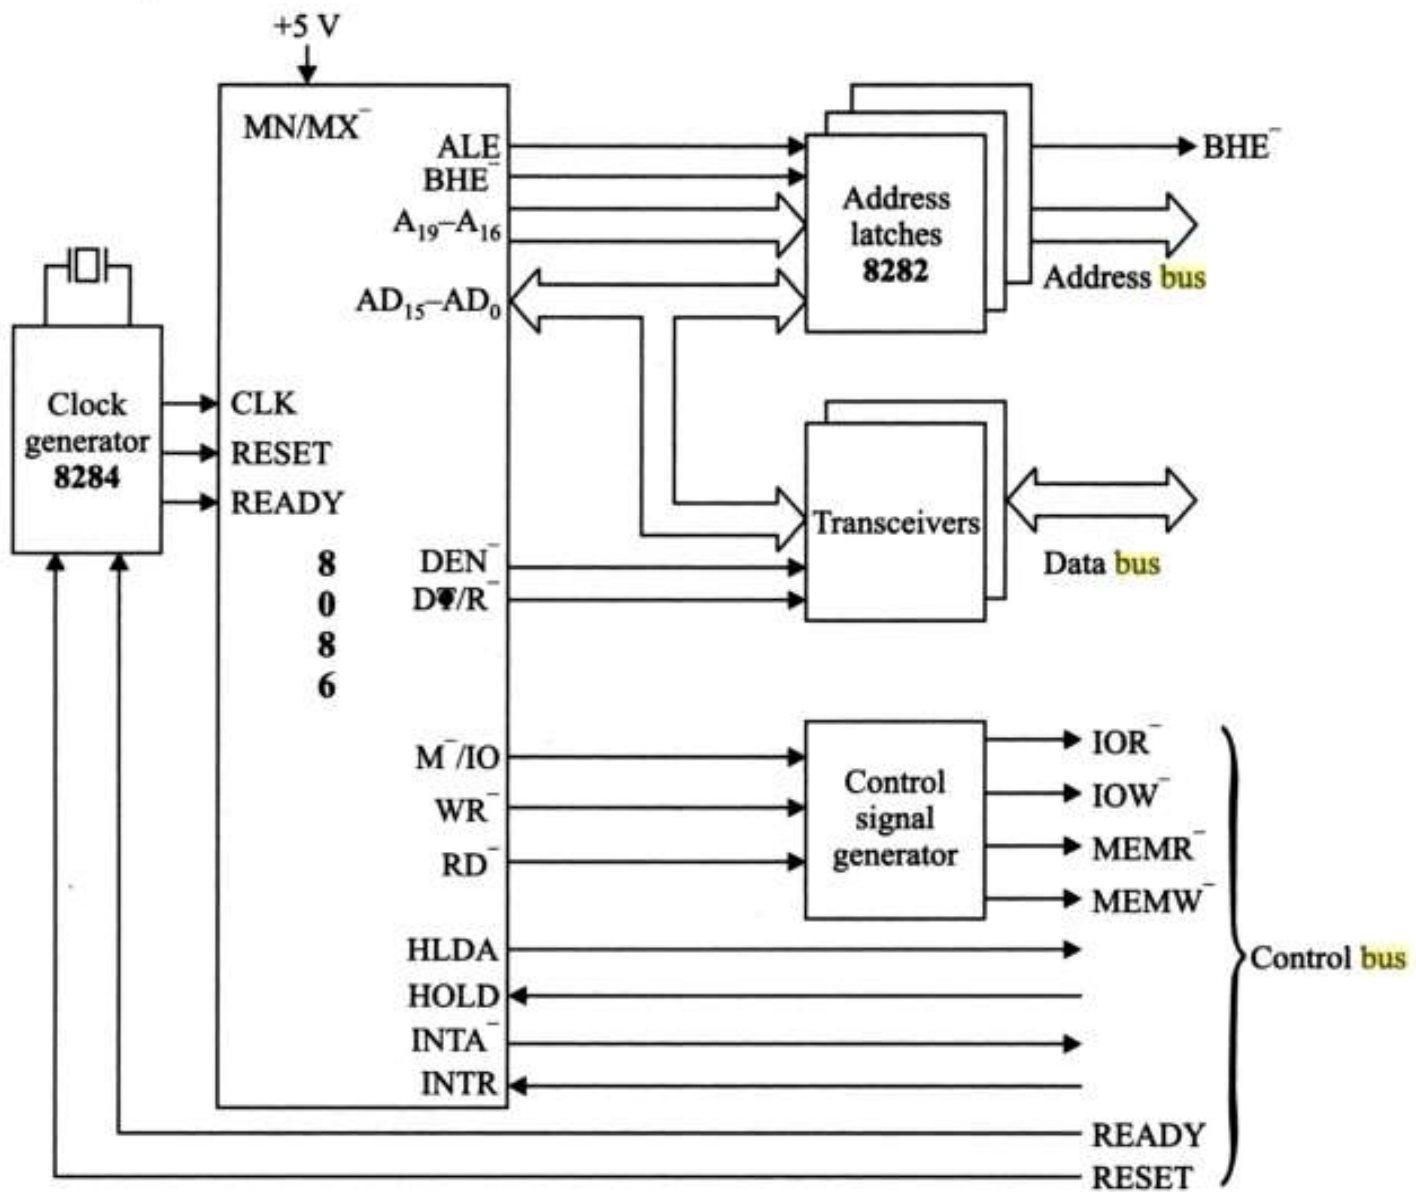 +5 V
MN/MX¯
ALE
BHE¯
A19–A16
AD15–AD0
Address
latches
8282
BHE¯
Address bus
Clock
generator
8284
CLK
RESET
READY
8
0
8
6
DEN¯
DT/R¯
Transceivers
Data bus
M¯/IO
WR¯
RD¯
Control
signal
generator
IOR¯
IOW¯
MEMR¯
MEMW¯
HLDA
HOLD
INTA¯
INTR
Control bus
READY
RESET